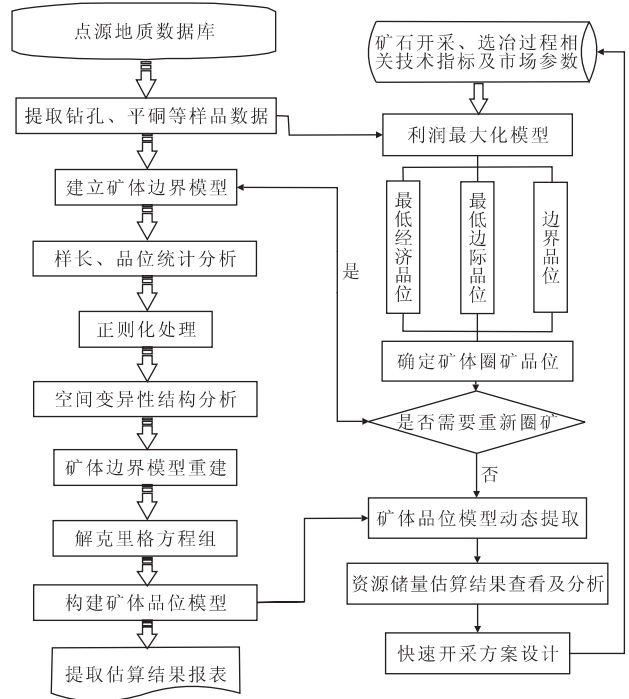 点源地质数据库
提取钻孔、平硐等样品数据
建立矿体边界模型
样长、品位统计分析
正则化处理
空间变异性结构分析
矿体边界模型重建
解克里格方程组
构建矿体品位模型
提取估算结果报表
矿石开采、选冶过程相
关技术指标及市场参数
利润最大化模型
最低经济品位
最低边际品位
边界品位
确定矿体圈矿品位
是否需要重新圈矿
是
否
矿体品位模型动态提取
资源储量估算结果查看及分析
快速开采方案设计